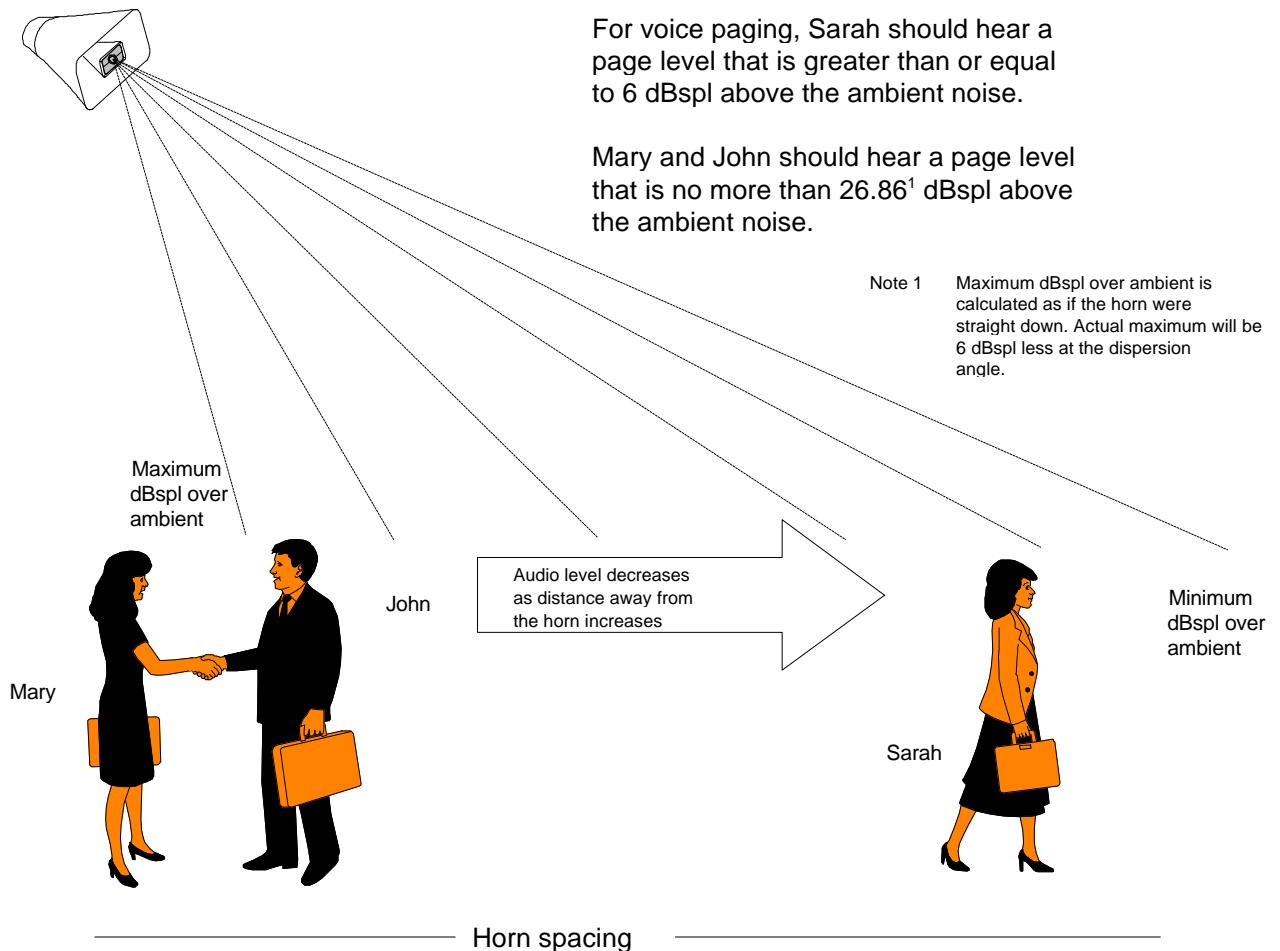 For voice paging, Sarah should hear a
page level that is greater than or equal
to 6 dBspl above the ambient noise.
Mary and John should hear a page level
that is no more than 26.86¹ dBspl above
the ambient noise.
Note 1 Maximum dBspl over ambient is
calculated as if the horn were
straight down. Actual maximum will be
6 dBspl less at the dispersion
angle.
Maximum
dBspl over
ambient
John
Audio level decreases
as distance away from
the horn increases
Minimum
dBspl over
ambient
Mary
Sarah
Horn spacing